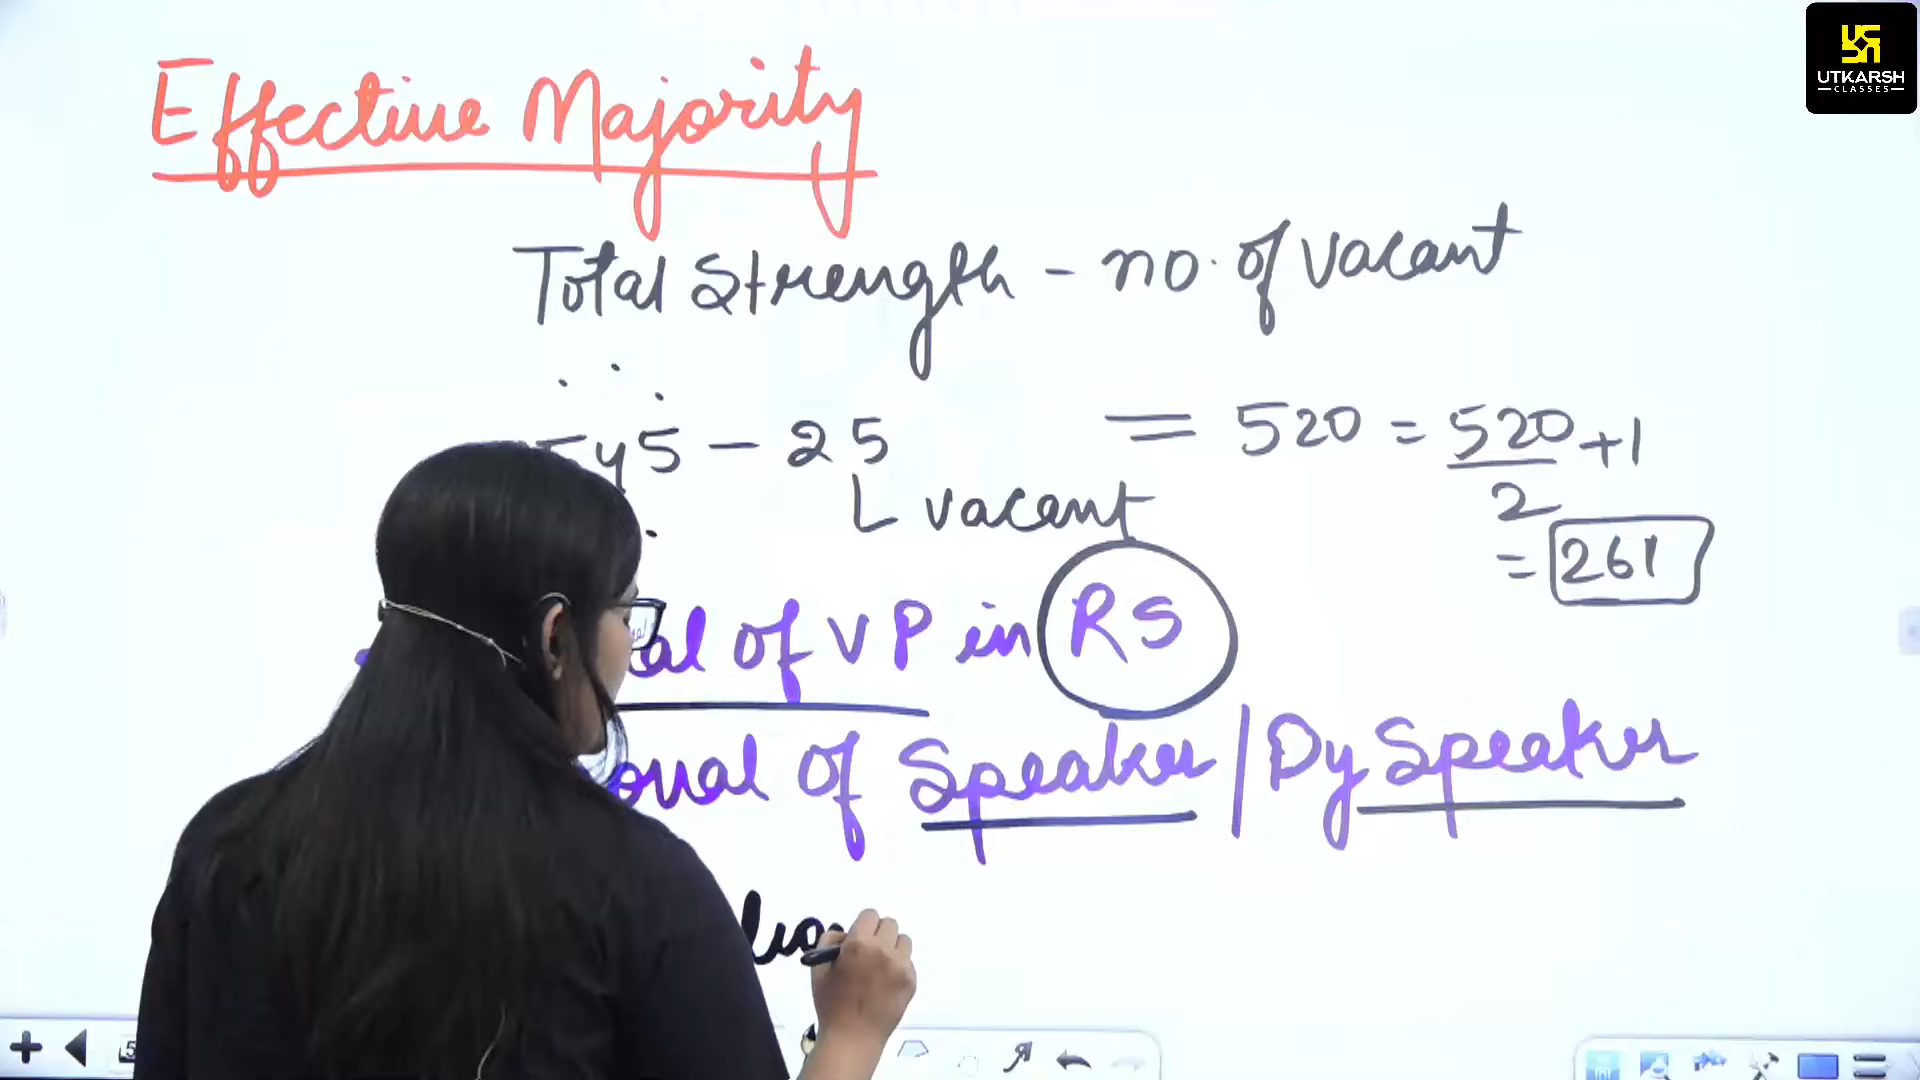 Effective Majority
UTKARSH
CLASSES
Total Strength - no. of vacant
545 - 25 = 520 = 520/2 + 1
vacant
= 261
of VP in RS
of Speaker / Dy Speaker